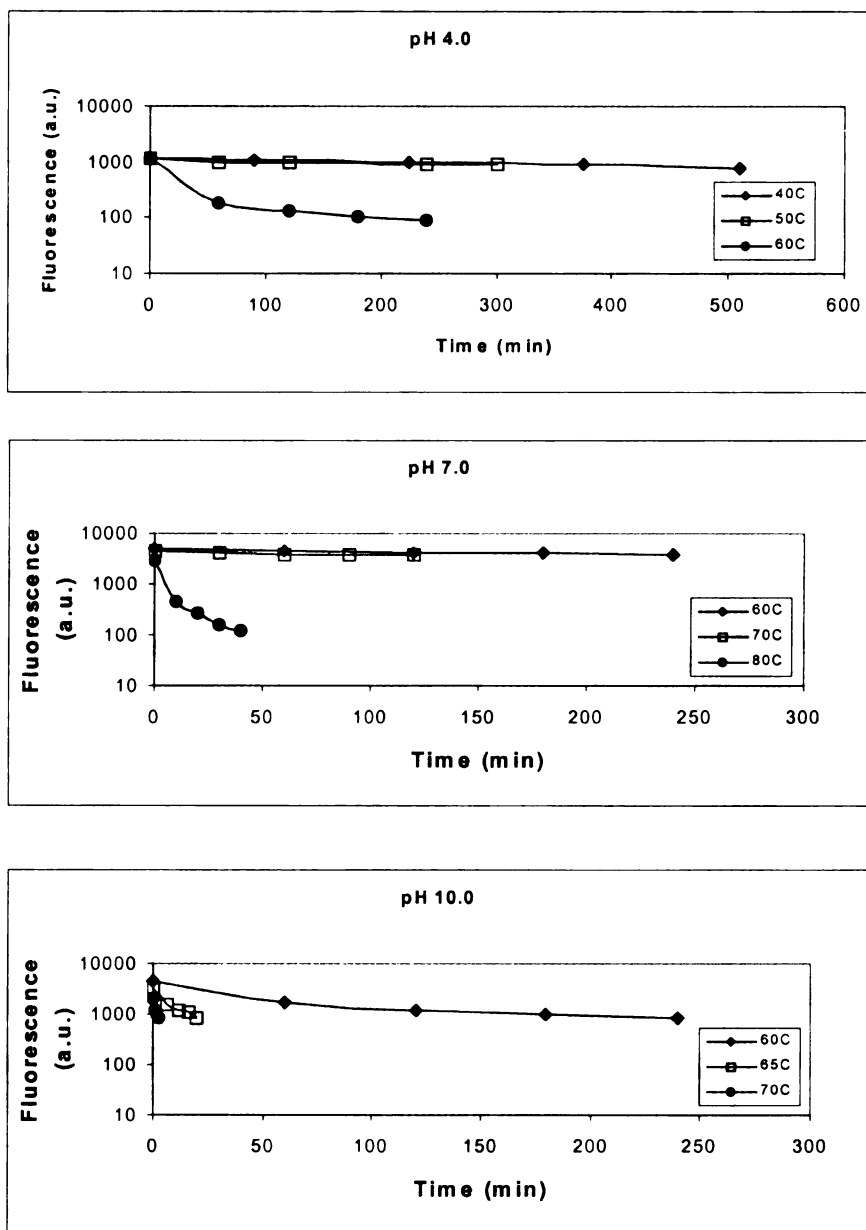 pH 4.0
Fluorescence (a.u.)
10000
1000
100
10
0 100 200 300 400 500 600
Time (min)
40C
50C
60C
pH 7.0
Fluorescence
(a.u.)
10000
1000
100
10
0 50 100 150 200 250 300
Time (min)
60C
70C
80C
pH 10.0
Fluorescence
(a.u.)
10000
1000
100
10
0 50 100 150 200 250 300
Time (min)
60C
65C
70C